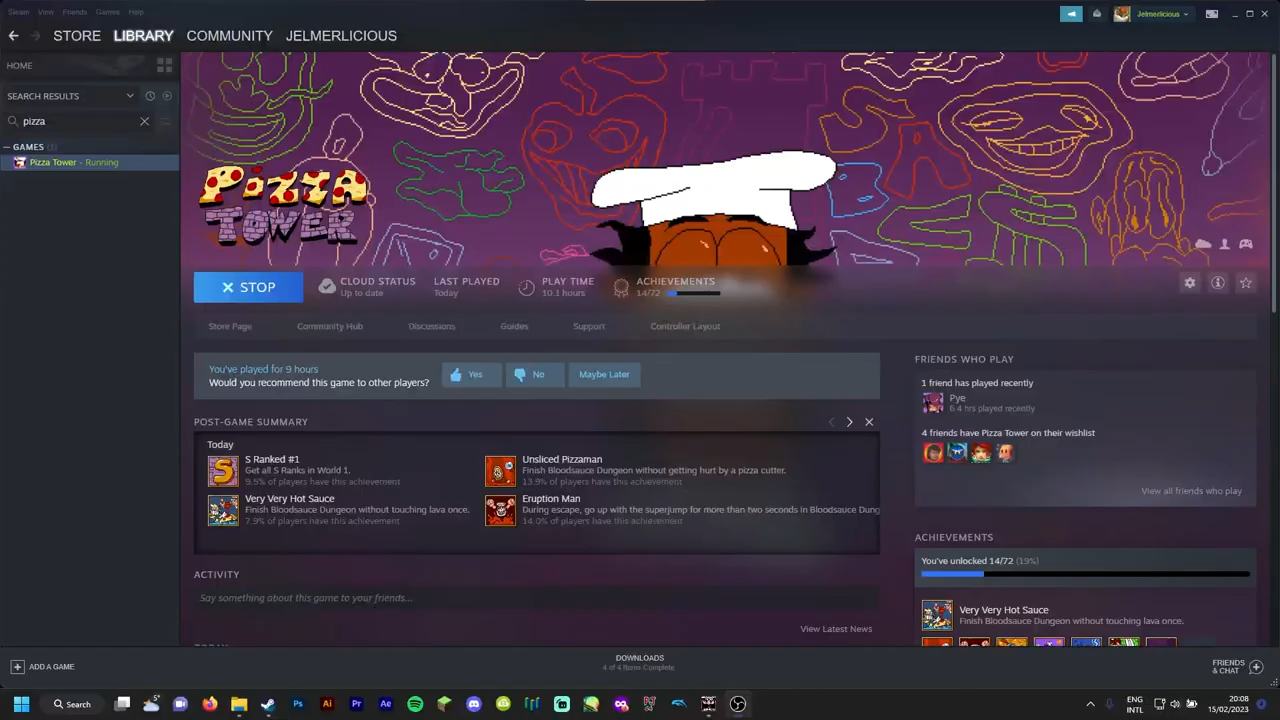 Steam View Friends Games Help
Jelmerlicious
STORE LIBRARY COMMUNITY JELMERLICIOUS
HOME
SEARCH RESULTS
pizza
GAMES (1)
Pizza Tower - Running
PIZZA TOWER
STOP
CLOUD STATUS
Up to date
LAST PLAYED
Today
PLAY TIME
10.1 hours
ACHIEVEMENTS
14/72
Store Page Community Hub Discussions Guides Support Controller Layout
You've played for 9 hours
Would you recommend this game to other players?
Yes No Maybe Later
FRIENDS WHO PLAY
1 friend has played recently
Pye
6.4 hrs played recently
4 friends have Pizza Tower on their wishlist
View all friends who play
POST-GAME SUMMARY
Today
S Ranked #1
Get all S Ranks in World 1.
9.5% of players have this achievement
Unsliced Pizzaman
Finish Bloodsauce Dungeon without getting hurt by a pizza cutter.
13.9% of players have this achievement
Very Very Hot Sauce
Finish Bloodsauce Dungeon without touching lava once.
7.9% of players have this achievement
Eruption Man
During escape, go up with the superjump for more than two seconds in Bloodsauce Dung
14.0% of players have this achievement
ACHIEVEMENTS
You've unlocked 14/72 (19%)
Very Very Hot Sauce
Finish Bloodsauce Dungeon without touching lava once.
ACTIVITY
Say something about this game to your friends...
View Latest News
ADD A GAME
DOWNLOADS
4 of 4 Items Complete
FRIENDS
& CHAT
Search
ENG
INTL
20:08
15/02/2023